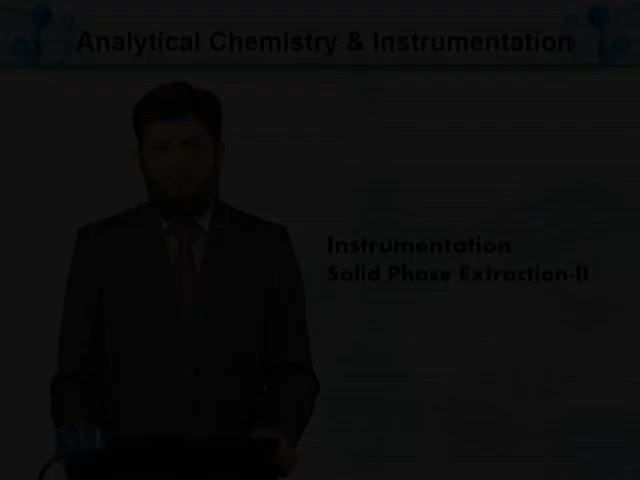 Analytical Chemistry & Instrumentation
Instrumentation
Solid Phase Extraction-II